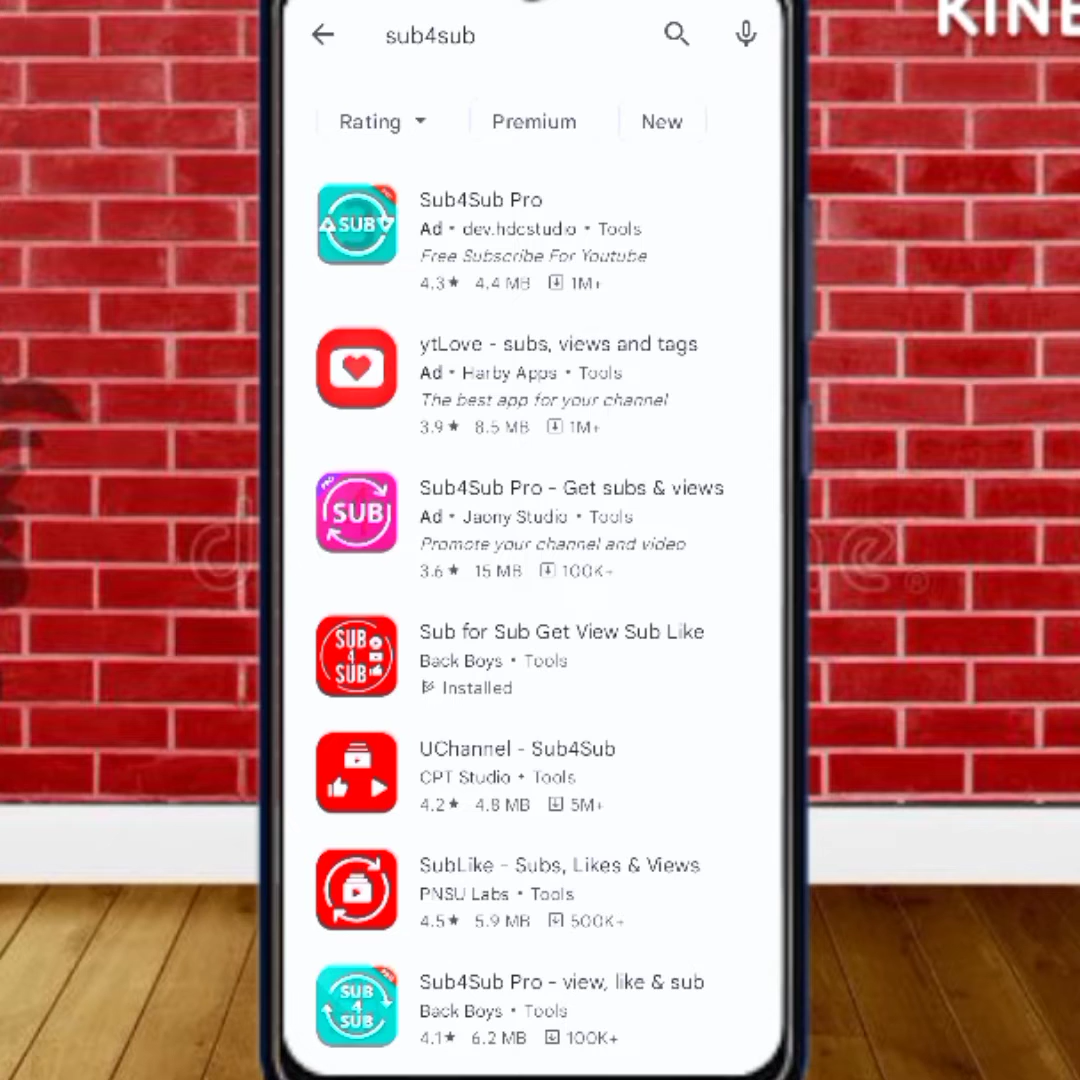 KINE
sub4sub
Rating
Premium
New
SUB
Sub4Sub Pro
Ad • dev.hdcstudio • Tools
Free Subscribe For Youtube
4.3★ 4.4 MB 1M+
ytLove - subs, views and tags
Ad • Harby Apps • Tools
The best app for your channel
3.9★ 8.5 MB 1M+
PRO
SUB
Sub4Sub Pro - Get subs & views
Ad • Jaony Studio • Tools
Promote your channel and video
3.6★ 15 MB 100K+
SUB
4
SUB
Sub for Sub Get View Sub Like
Back Boys • Tools
Installed
UChannel - Sub4Sub
CPT Studio • Tools
4.2★ 4.8 MB 5M+
SubLike - Subs, Likes & Views
PNSU Labs • Tools
4.5★ 5.9 MB 500K+
PRO
SUB
4
SUB
Sub4Sub Pro - view, like & sub
Back Boys • Tools
4.1★ 6.2 MB 100K+